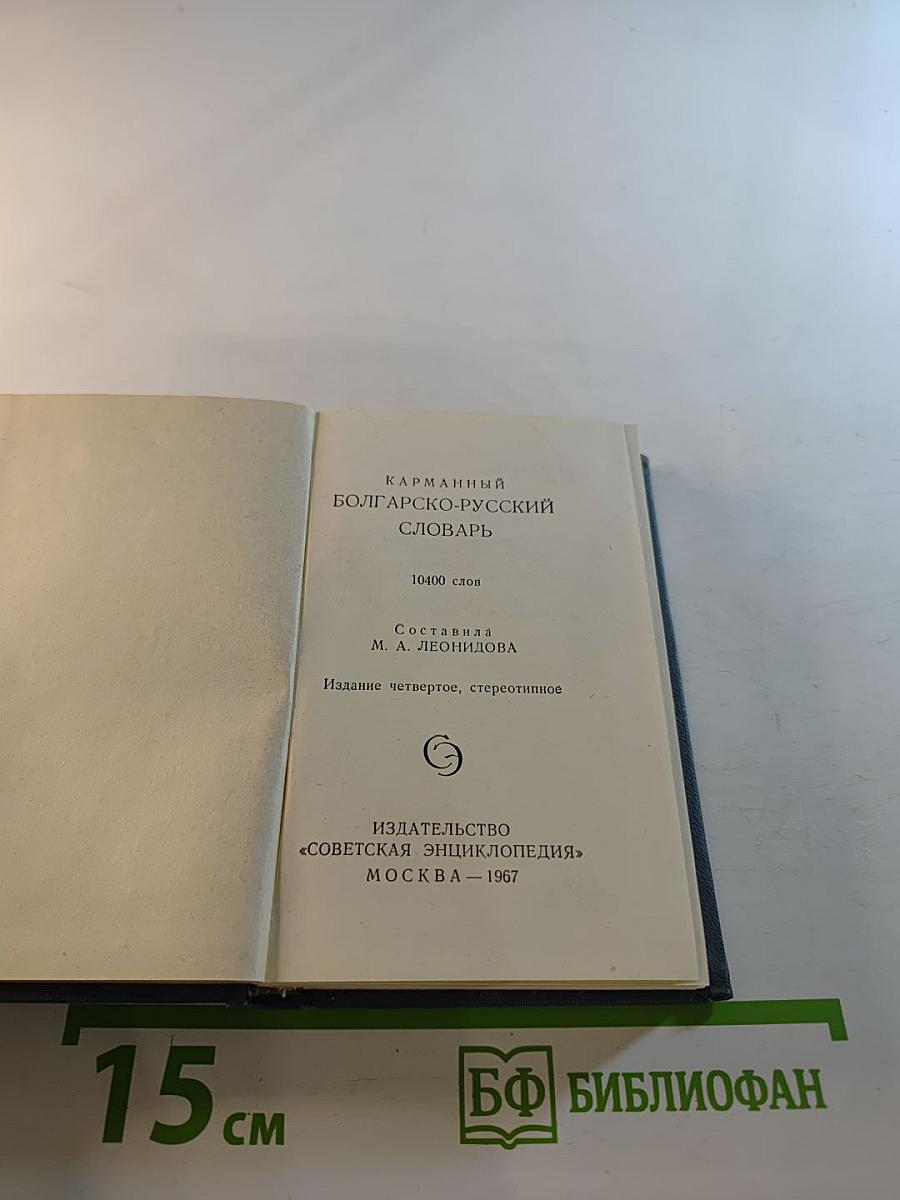 КАРМАННЫЙ
БОЛГАРСКО-РУССКИЙ
СЛОВАРЬ
10400 слов
Составила
М. А. ЛЕОНИДОВА
Издание четвертое, стереотипное
СЭ
ИЗДАТЕЛЬСТВО
«СОВЕТСКАЯ ЭНЦИКЛОПЕДИЯ»
МОСКВА — 1967
15 см
БФ БИБЛИОФАН